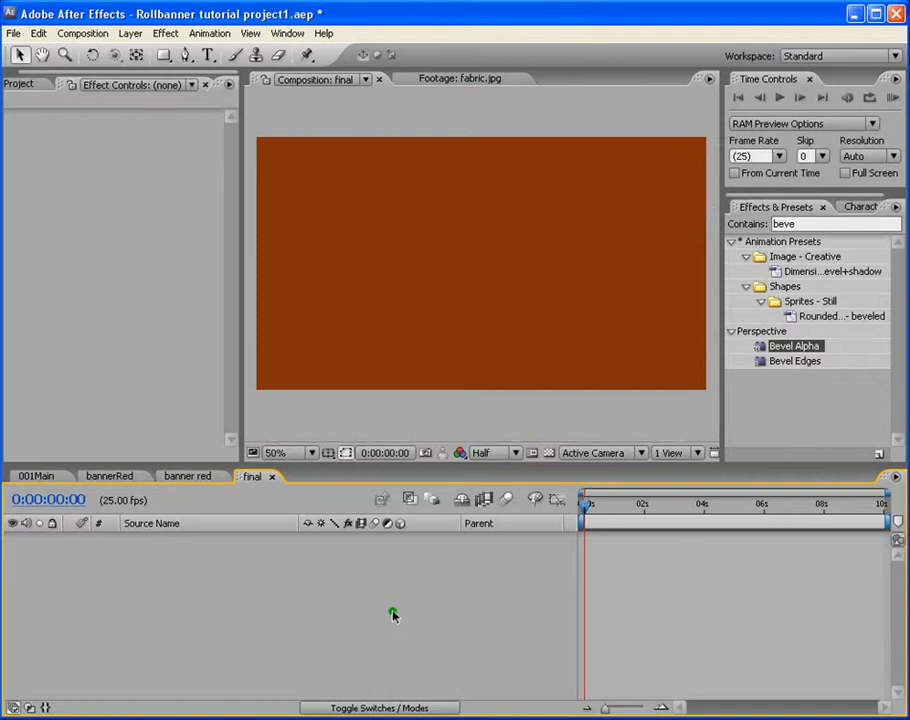 Adobe After Effects - Rollbanner tutorial project1.aep *
File Edit Composition Layer Effect Animation View Window Help
Workspace: Standard
Project Effect Controls: (none)
Composition: final Footage: fabric.jpg
Time Controls
RAM Preview Options
Frame Rate Skip Resolution
(25) 0 Auto
From Current Time Full Screen
Effects & Presets Charact
Contains: beve
* Animation Presets
Image - Creative
Dimensi...evel+shadow
Shapes
Sprites - Still
Rounded...- beveled
Perspective
Bevel Alpha
Bevel Edges
50% 0:00:00:00 Half Active Camera 1 View
001Main bannerRed banner red final
0:00:00:00 (25.00 fps)
02s 04s 06s 08s 10s
# Source Name Parent
Toggle Switches / Modes